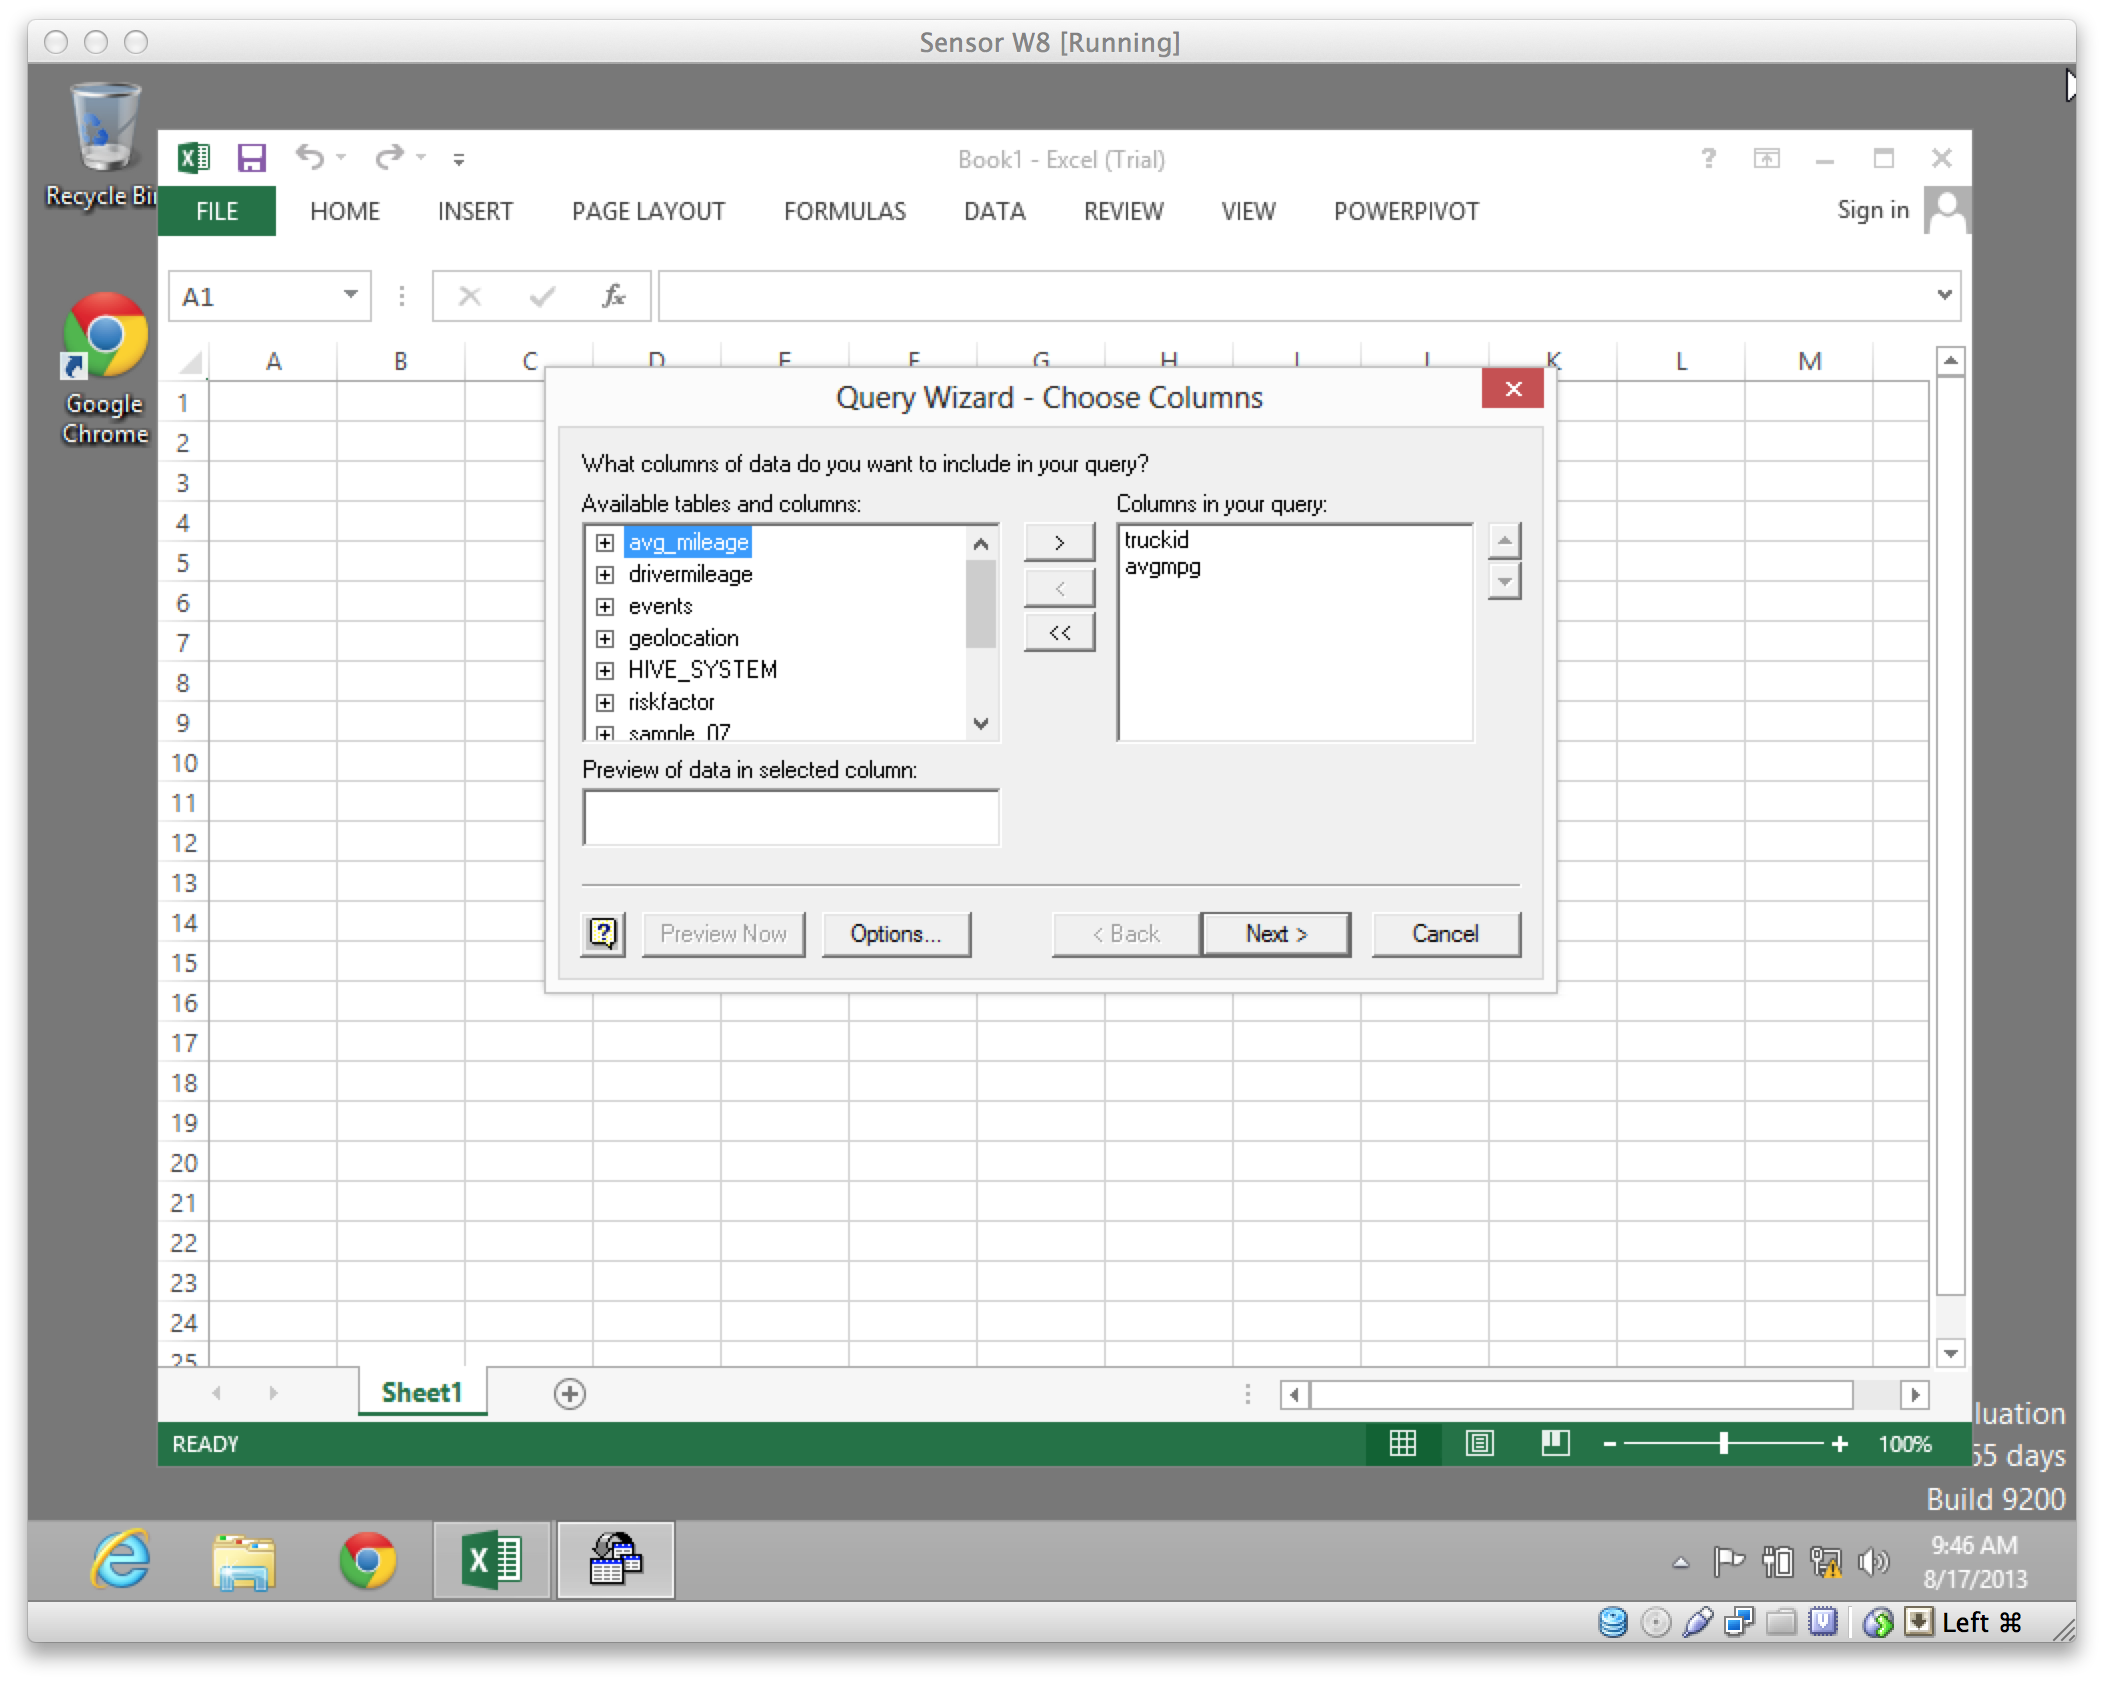 Sensor W8 [Running]
Recycle Bi
Book1 - Excel (Trial)
?
FILE HOME INSERT PAGE LAYOUT FORMULAS DATA REVIEW VIEW POWERPIVOT Sign in
A1 fx
Google
Chrome
A B C D E F G H I J K L M
1
2
3
4
5
6
7
8
9
10
11
12
13
14
15
16
17
18
19
20
21
22
23
24
25
Query Wizard - Choose Columns
What columns of data do you want to include in your query?
Available tables and columns: Columns in your query:
avg_mileage
drivermileage
events
geolocation
HIVE_SYSTEM
riskfactor
sample_07
>
<
<<
truckid
avgmpg
Preview of data in selected column:
? Preview Now Options... < Back Next > Cancel
Sheet1
READY 100%
luation
55 days
Build 9200
9:46 AM
8/17/2013
Left ⌘